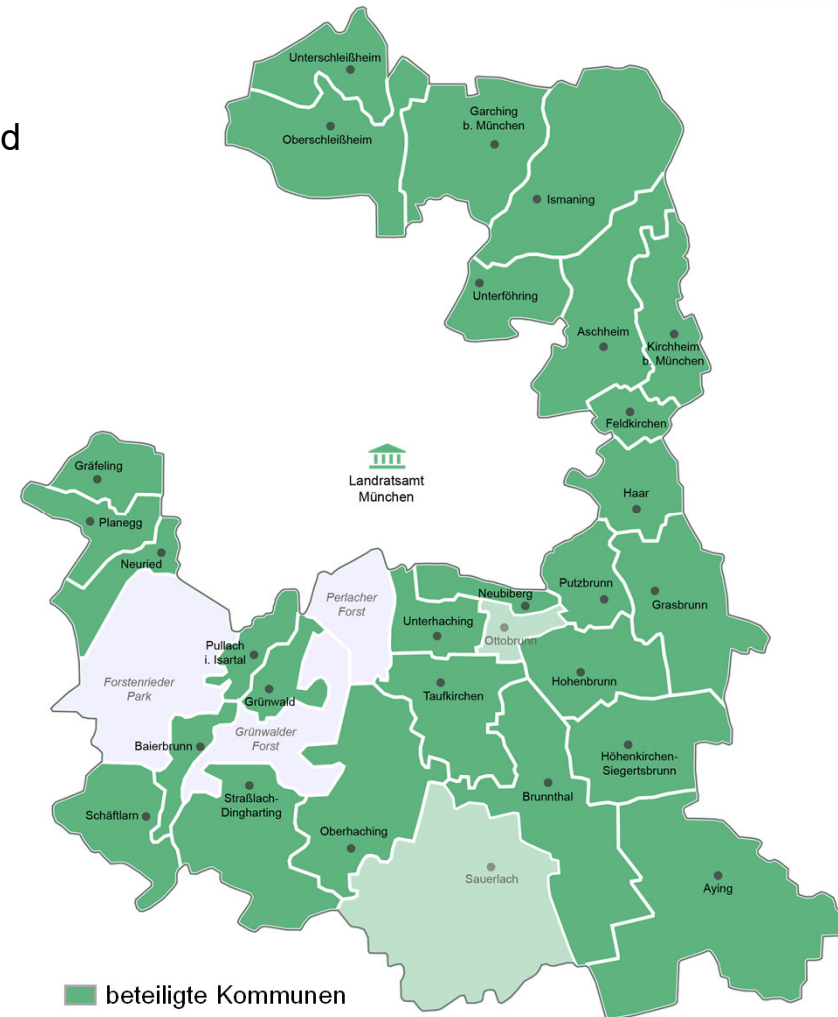 Unterschleißheim
d
Oberschleißheim
Garching
b. München
Ismaning
Unterföhring
Aschheim
Kirchheim
b. München
Feldkirchen
Landratsamt
München
Gräfeling
Planegg
Neuried
Haar
Putzbrunn
Grasbrunn
Neubiberg
Perlacher
Forst
Unterhaching
Ottobrunn
Pullach
i. Isartal
Forstenrieder
Park
Grünwald
Taufkirchen
Hohenbrunn
Grünwalder
Forst
Baierbrunn
Höhenkirchen-
Siegertsbrunn
Straßlach-
Dingharting
Brunnthal
Schäftlarn
Oberhaching
Sauerlach
Aying
beteiligte Kommunen